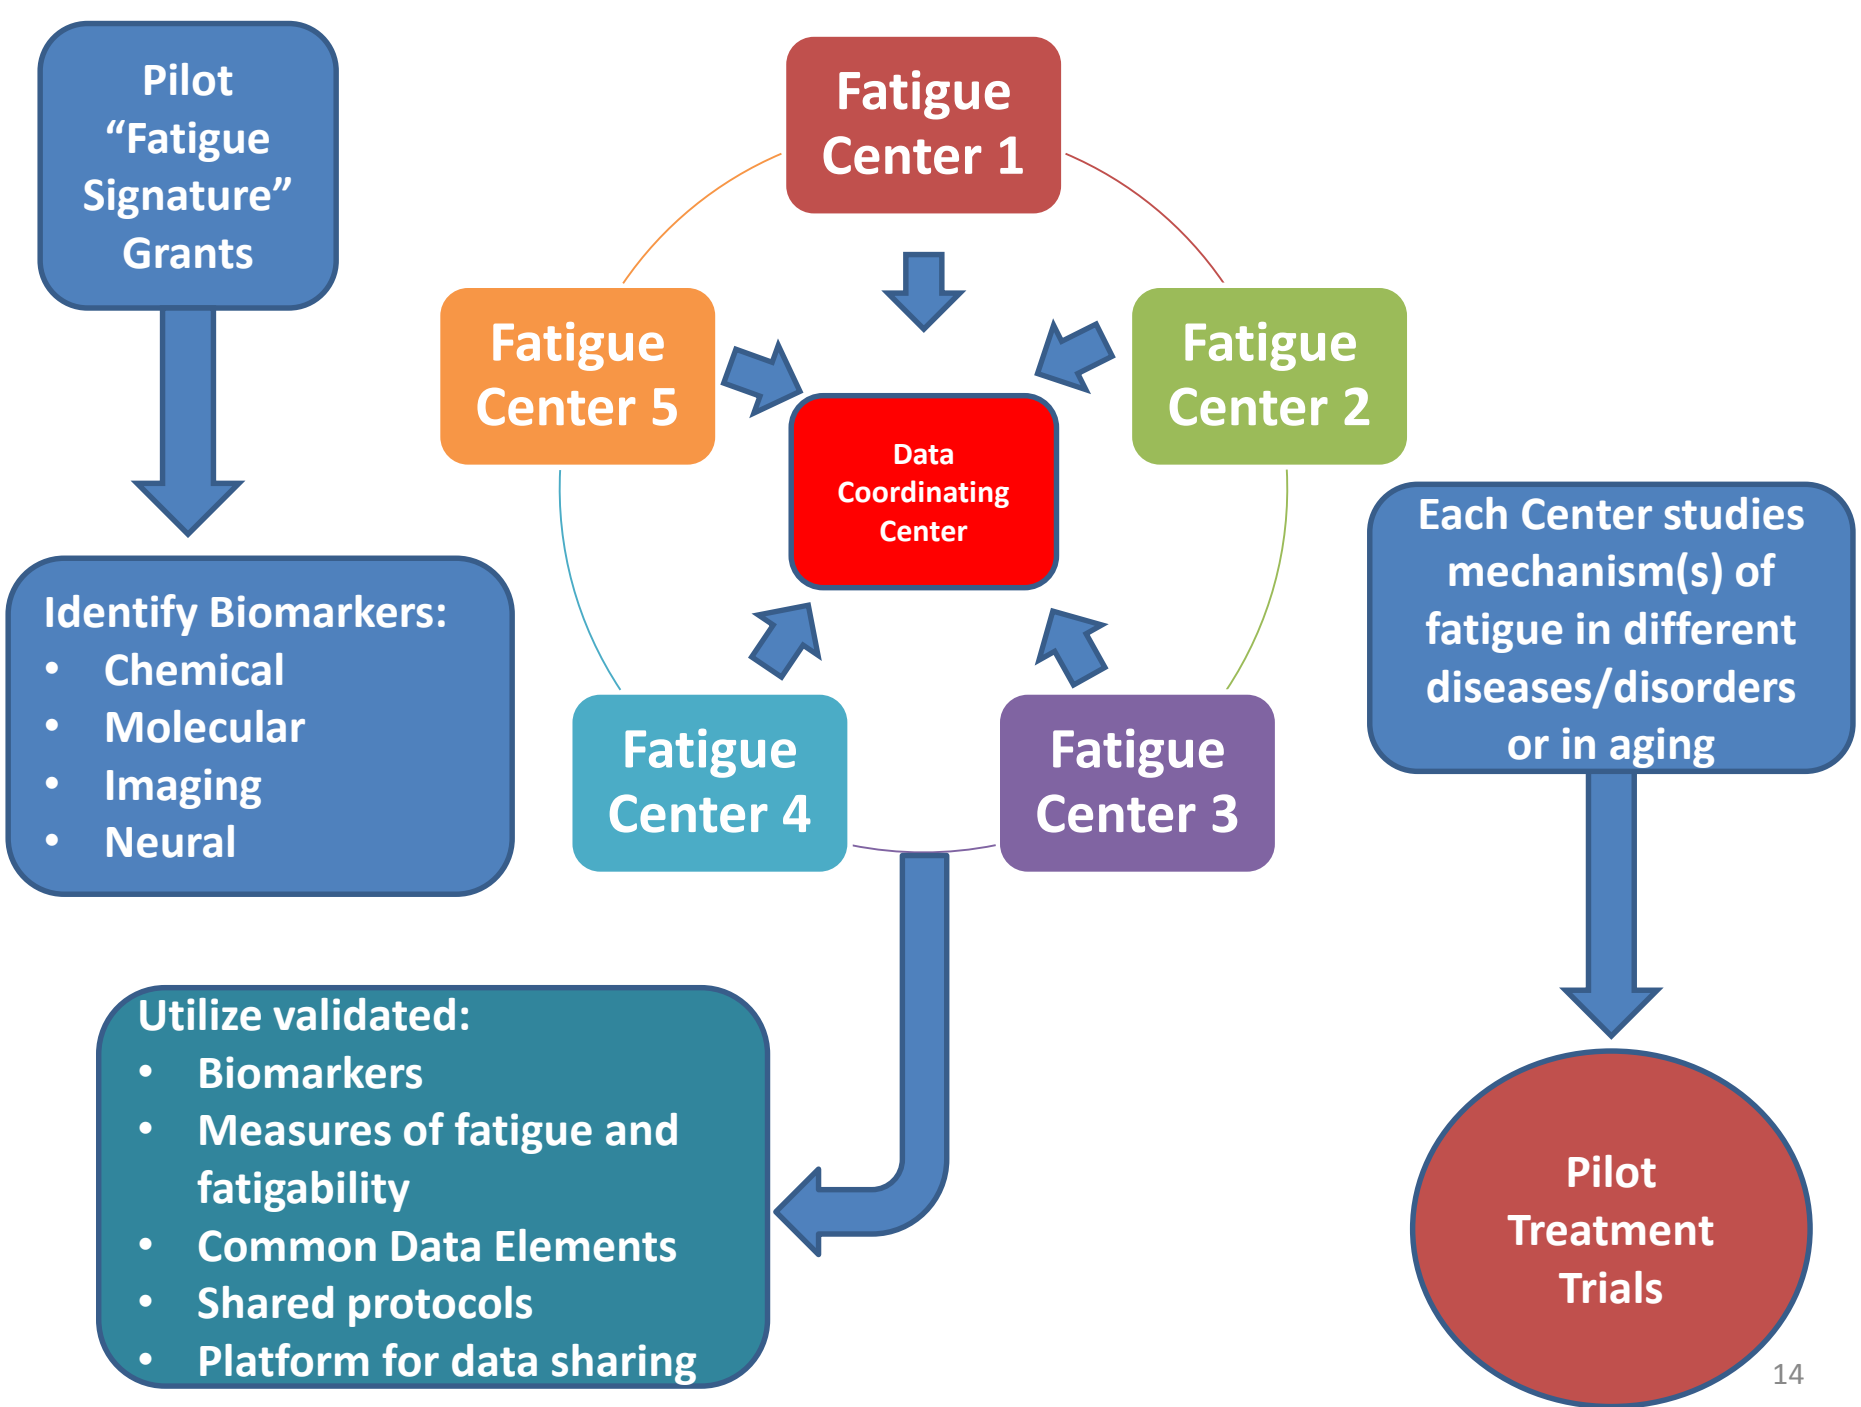 Pilot
“Fatigue
Signature”
Grants
Identify Biomarkers:
• Chemical
• Molecular
• Imaging
• Neural
Fatigue
Center 1
Fatigue
Center 2
Fatigue
Center 3
Fatigue
Center 4
Fatigue
Center 5
Data
Coordinating
Center
Each Center studies
mechanism(s) of
fatigue in different
diseases/disorders
or in aging
Utilize validated:
• Biomarkers
• Measures of fatigue and
fatigability
• Common Data Elements
• Shared protocols
• Platform for data sharing
Pilot
Treatment
Trials
14